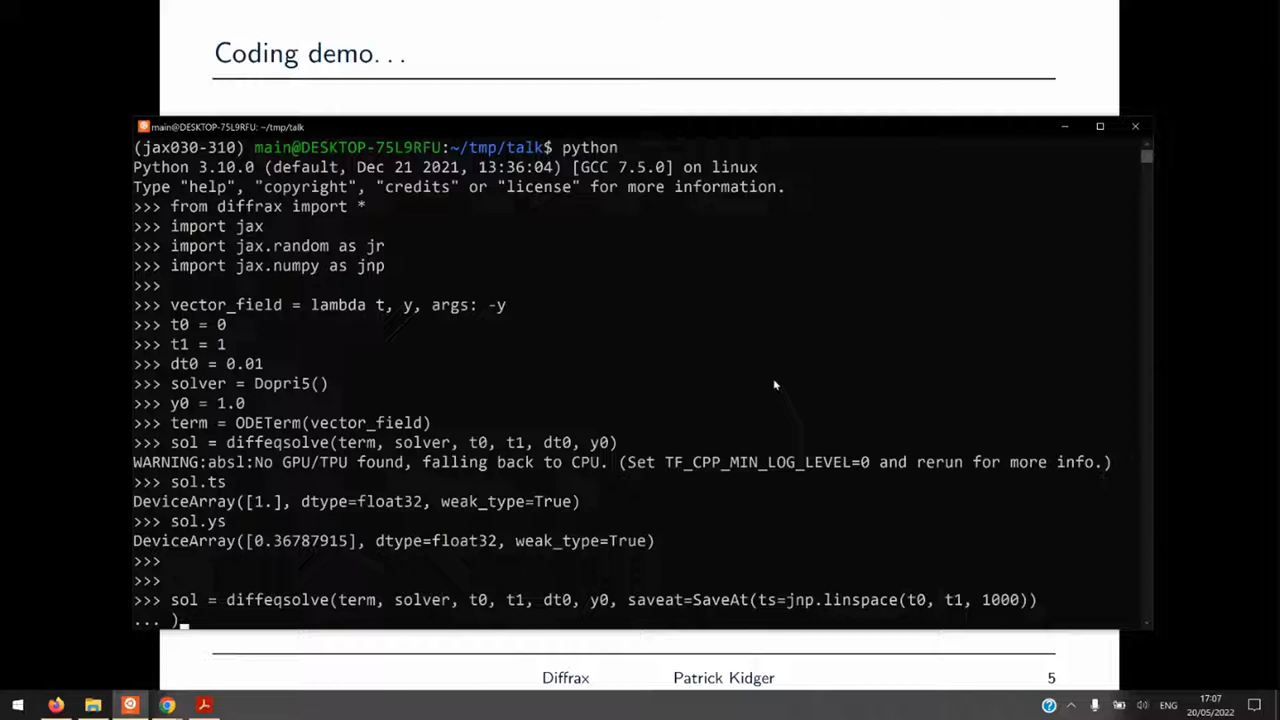 Coding demo...
main@DESKTOP-75L9RFU: ~/tmp/talk
(jax030-310) main@DESKTOP-75L9RFU:~/tmp/talk$ python
Python 3.10.0 (default, Dec 21 2021, 13:36:04) [GCC 7.5.0] on linux
Type "help", "copyright", "credits" or "license" for more information.
>>> from diffrax import *
>>> import jax
>>> import jax.random as jr
>>> import jax.numpy as jnp
>>>
>>> vector_field = lambda t, y, args: -y
>>> t0 = 0
>>> t1 = 1
>>> dt0 = 0.01
>>> solver = Dopri5()
>>> y0 = 1.0
>>> term = ODETerm(vector_field)
>>> sol = diffeqsolve(term, solver, t0, t1, dt0, y0)
WARNING:absl:No GPU/TPU found, falling back to CPU. (Set TF_CPP_MIN_LOG_LEVEL=0 and rerun for more info.)
>>> sol.ts
DeviceArray([1.], dtype=float32, weak_type=True)
>>> sol.ys
DeviceArray([0.36787915], dtype=float32, weak_type=True)
>>>
>>>
>>> sol = diffeqsolve(term, solver, t0, t1, dt0, y0, saveat=SaveAt(ts=jnp.linspace(t0, t1, 1000))
... )
Diffrax Patrick Kidger 5
ENG 17:07
20/05/2022